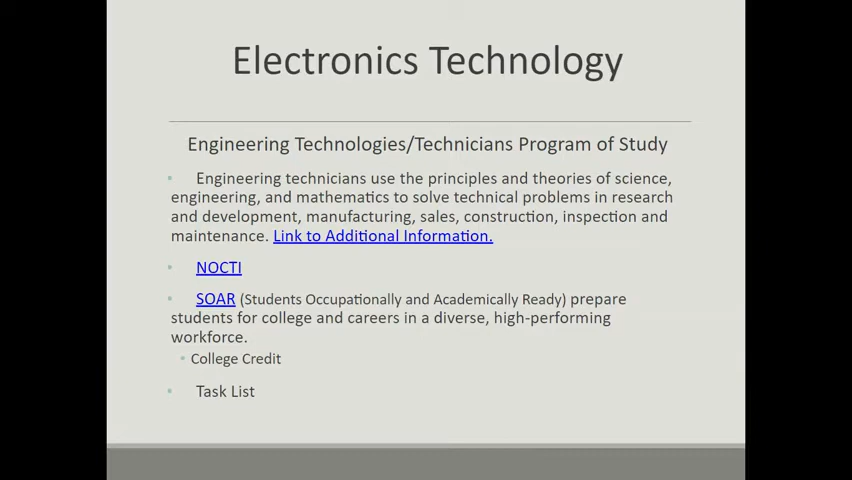 Electronics Technology
Engineering Technologies/Technicians Program of Study
Engineering technicians use the principles and theories of science,
engineering, and mathematics to solve technical problems in research
and development, manufacturing, sales, construction, inspection and
maintenance. Link to Additional Information.
NOCTI
SOAR (Students Occupationally and Academically Ready) prepare
students for college and careers in a diverse, high-performing
workforce.
College Credit
Task List